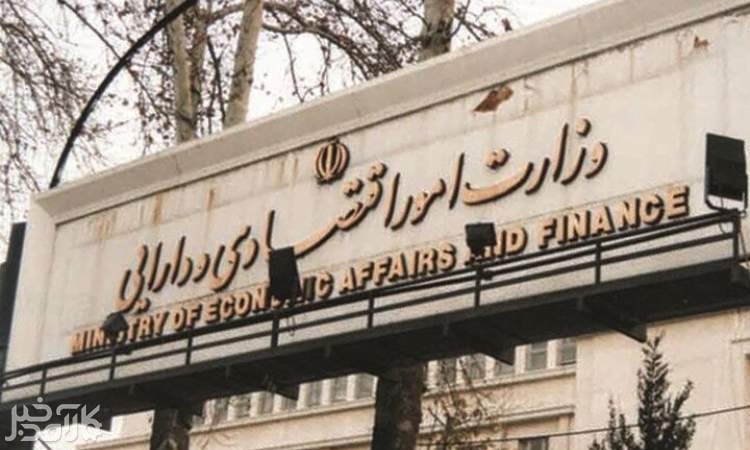 وزارت امور اقتصادی و دارایی
MINISTRY OF ECONOMIC AFFAIRS AND FINANCE